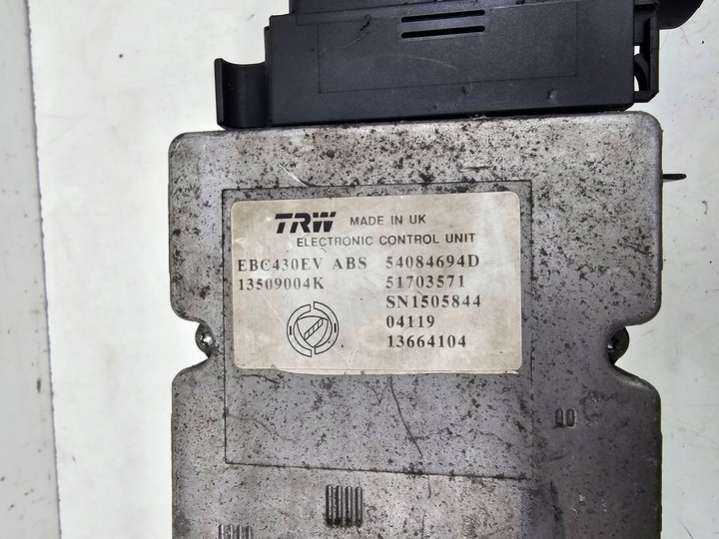 TRW MADE IN UK
ELECTRONIC CONTROL UNIT
EBC430EV ABS 54084694D
13509004K 51703571
SN1505844
04119
13664104